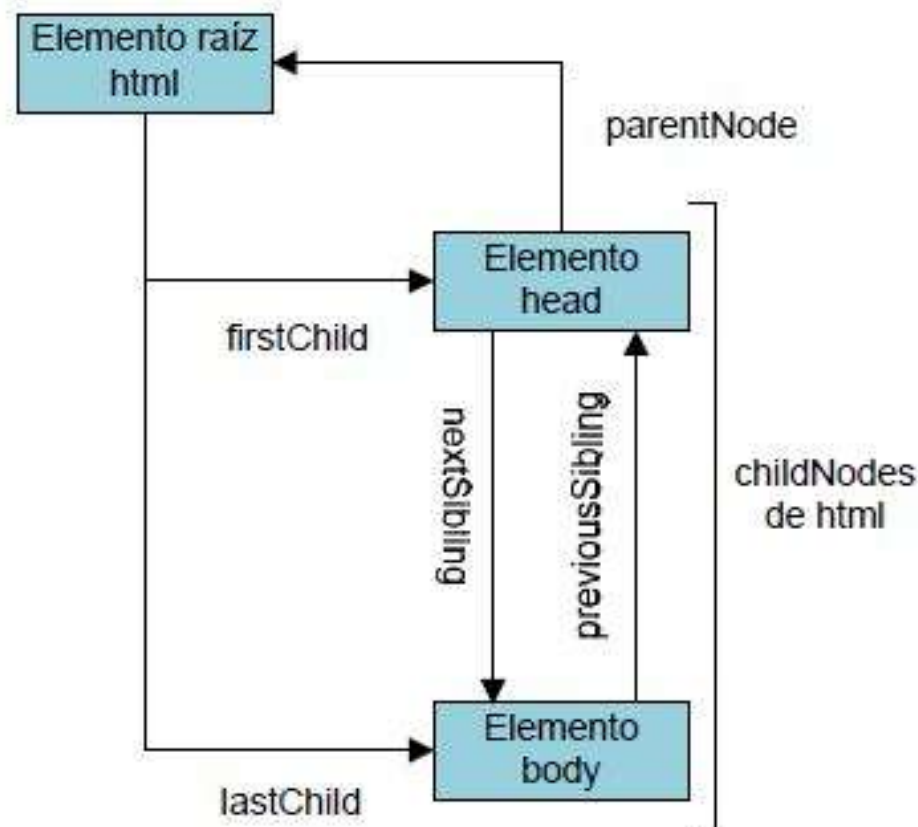 Elemento raíz
html
parentNode
Elemento
head
firstChild
nextSibling
previousSibling
childNodes
de html
Elemento
body
lastChild